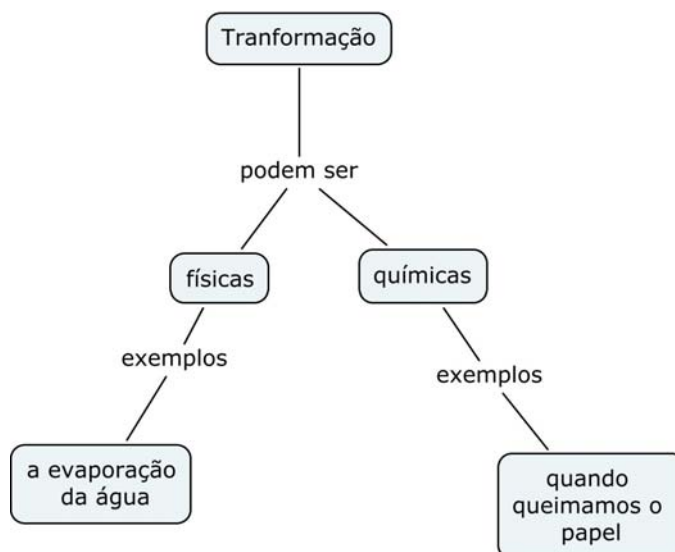 Tranformação
podem ser
físicas
químicas
exemplos
exemplos
a evaporação
da água
quando
queimamos o
papel